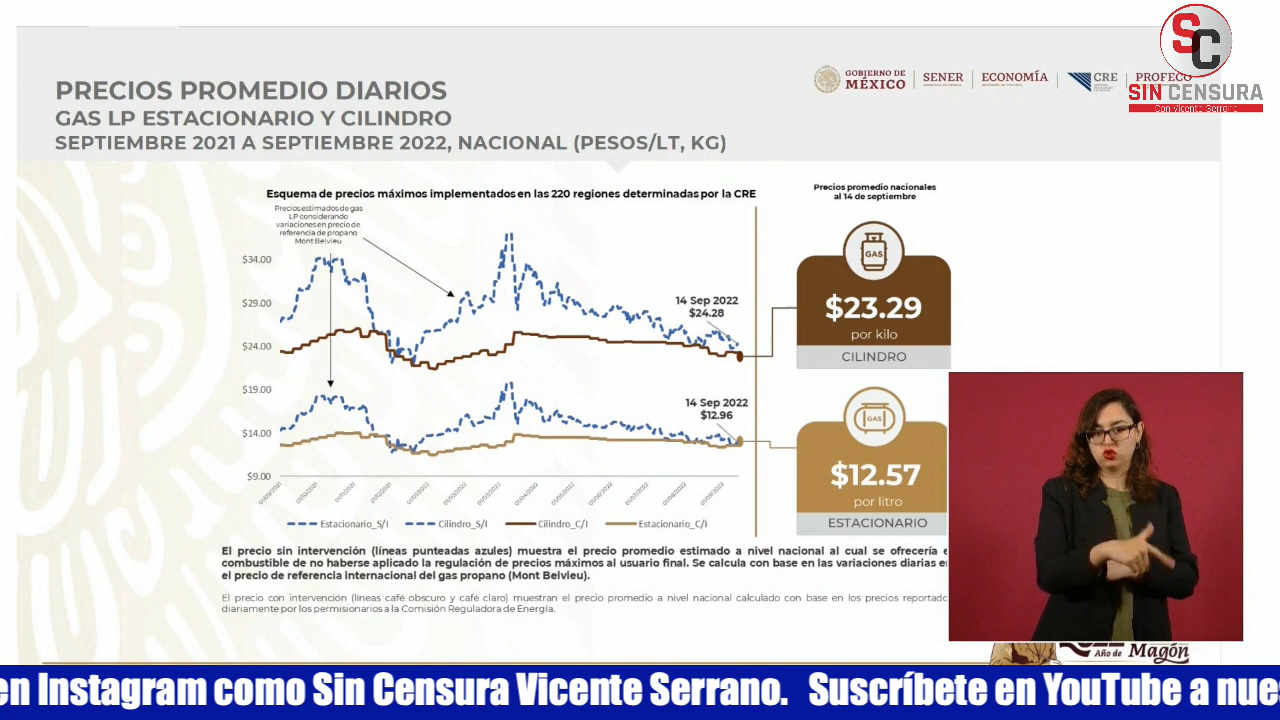 PRECIOS PROMEDIO DIARIOS
GAS LP ESTACIONARIO Y CILINDRO
SEPTIEMBRE 2021 A SEPTIEMBRE 2022, NACIONAL (PESOS/LT, KG)
GOBIERNO DE
MÉXICO
SENER
ECONOMÍA
CRE
PROFECO
SC
SIN CENSURA
Con Vicente Serrano
Esquema de precios máximos implementados en las 220 regiones determinadas por la CRE
Precios estimados de gas
LP considerando
variaciones en precio de
referencia de propano
Mont Belvieu
$34.00
$29.00
$24.00
$19.00
$14.00
$9.00
14 Sep 2022
$24.28
14 Sep 2022
$12.96
Estacionario_S/I
Cilindro_S/I
Cilindro_C/I
Estacionario_C/I
Precios promedio nacionales
al 14 de septiembre
GAS
$23.29
por kilo
CILINDRO
GAS
$12.57
por litro
ESTACIONARIO
El precio sin intervención (líneas punteadas azules) muestra el precio promedio estimado a nivel nacional al cual se ofrecería e
combustible de no haberse aplicado la regulación de precios máximos al usuario final. Se calcula con base en las variaciones diarias e
el precio de referencia internacional del gas propano (Mont Belvieu).
El precio con intervención (líneas café obscuro y café claro) muestran el precio promedio a nivel nacional calculado con base en los precios reportado
diariamente por los permisionarios a la Comisión Reguladora de Energía.
Año de Magón
en Instagram como Sin Censura Vicente Serrano. Suscríbete en YouTube a nues